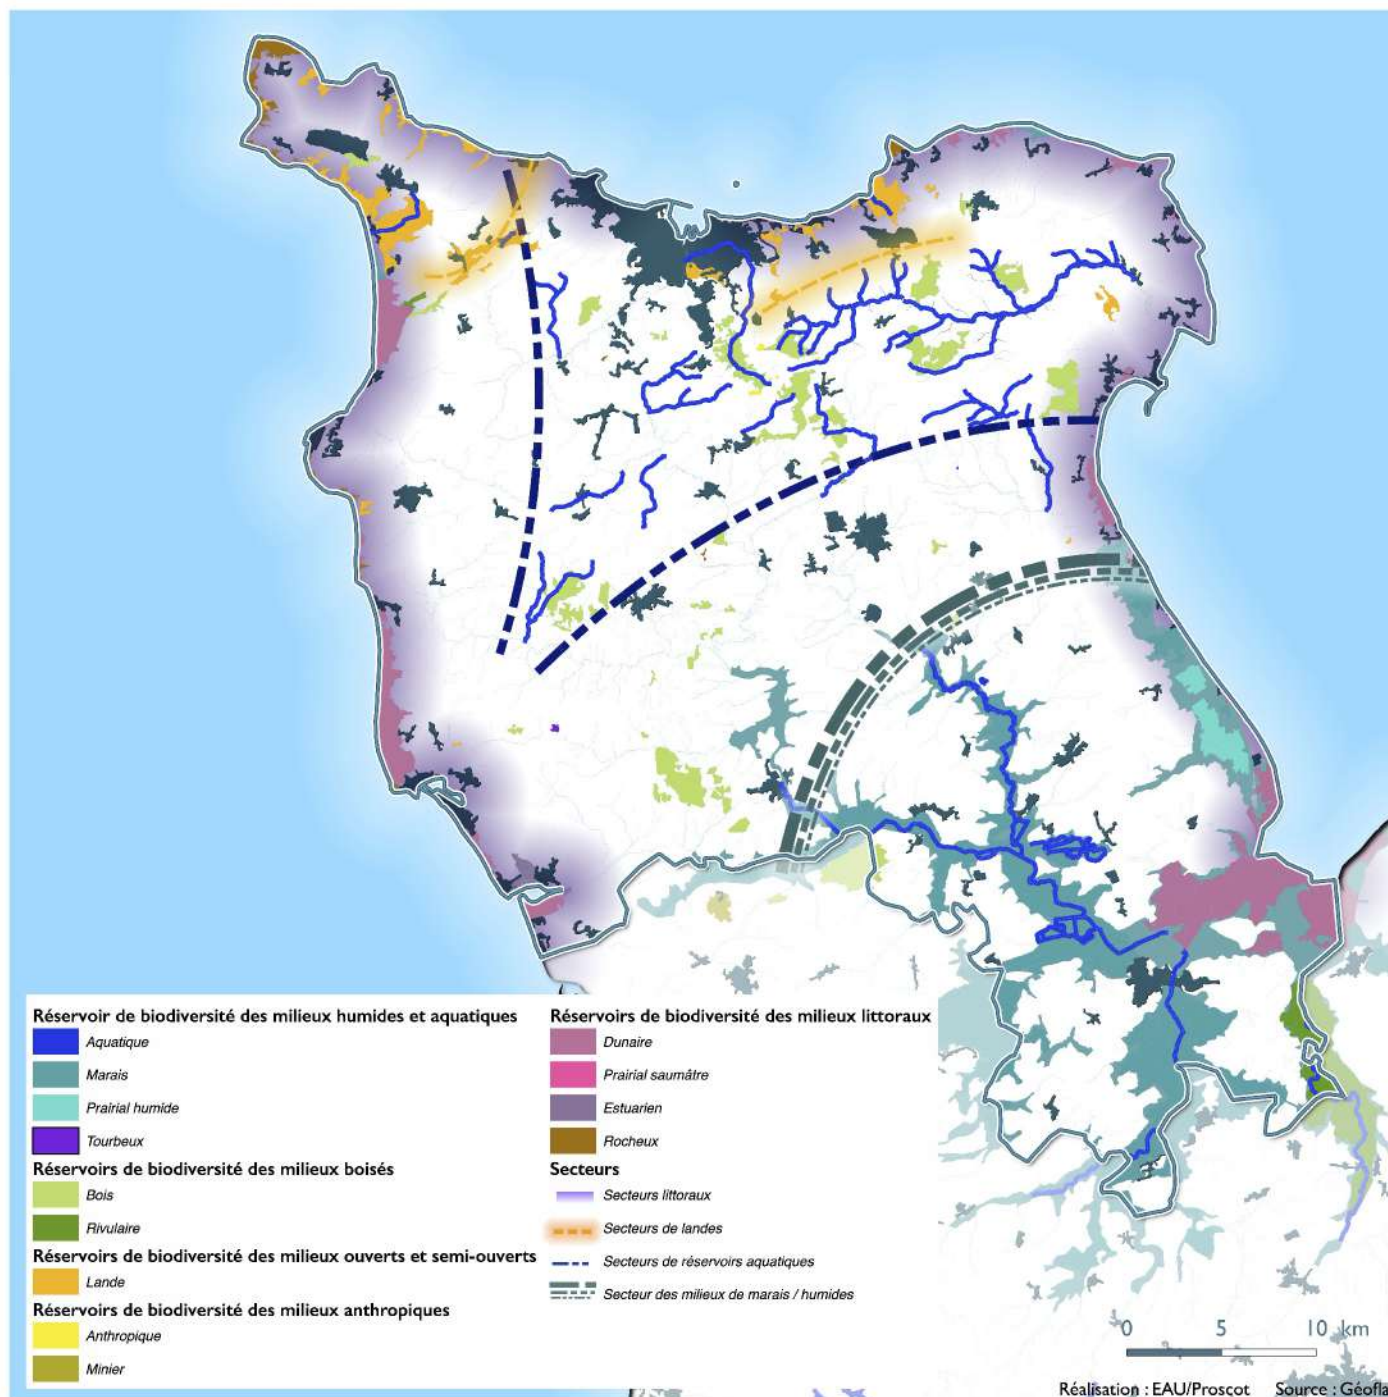 Réservoir de biodiversité des milieux humides et aquatiques
Aquatique
Marais
Prairial humide
Tourbeux
Réservoirs de biodiversité des milieux boisés
Bois
Rivulaire
Réservoirs de biodiversité des milieux ouverts et semi-ouverts
Lande
Réservoirs de biodiversité des milieux anthropiques
Anthropique
Minier
Réservoirs de biodiversité des milieux littoraux
Dunaire
Prairial saumâtre
Estuarien
Rocheux
Secteurs
Secteurs littoraux
Secteurs de landes
Secteurs de réservoirs aquatiques
Secteur des milieux de marais / humides
0 5 10 km
Réalisation : EAU/Proscot Source : Géofla